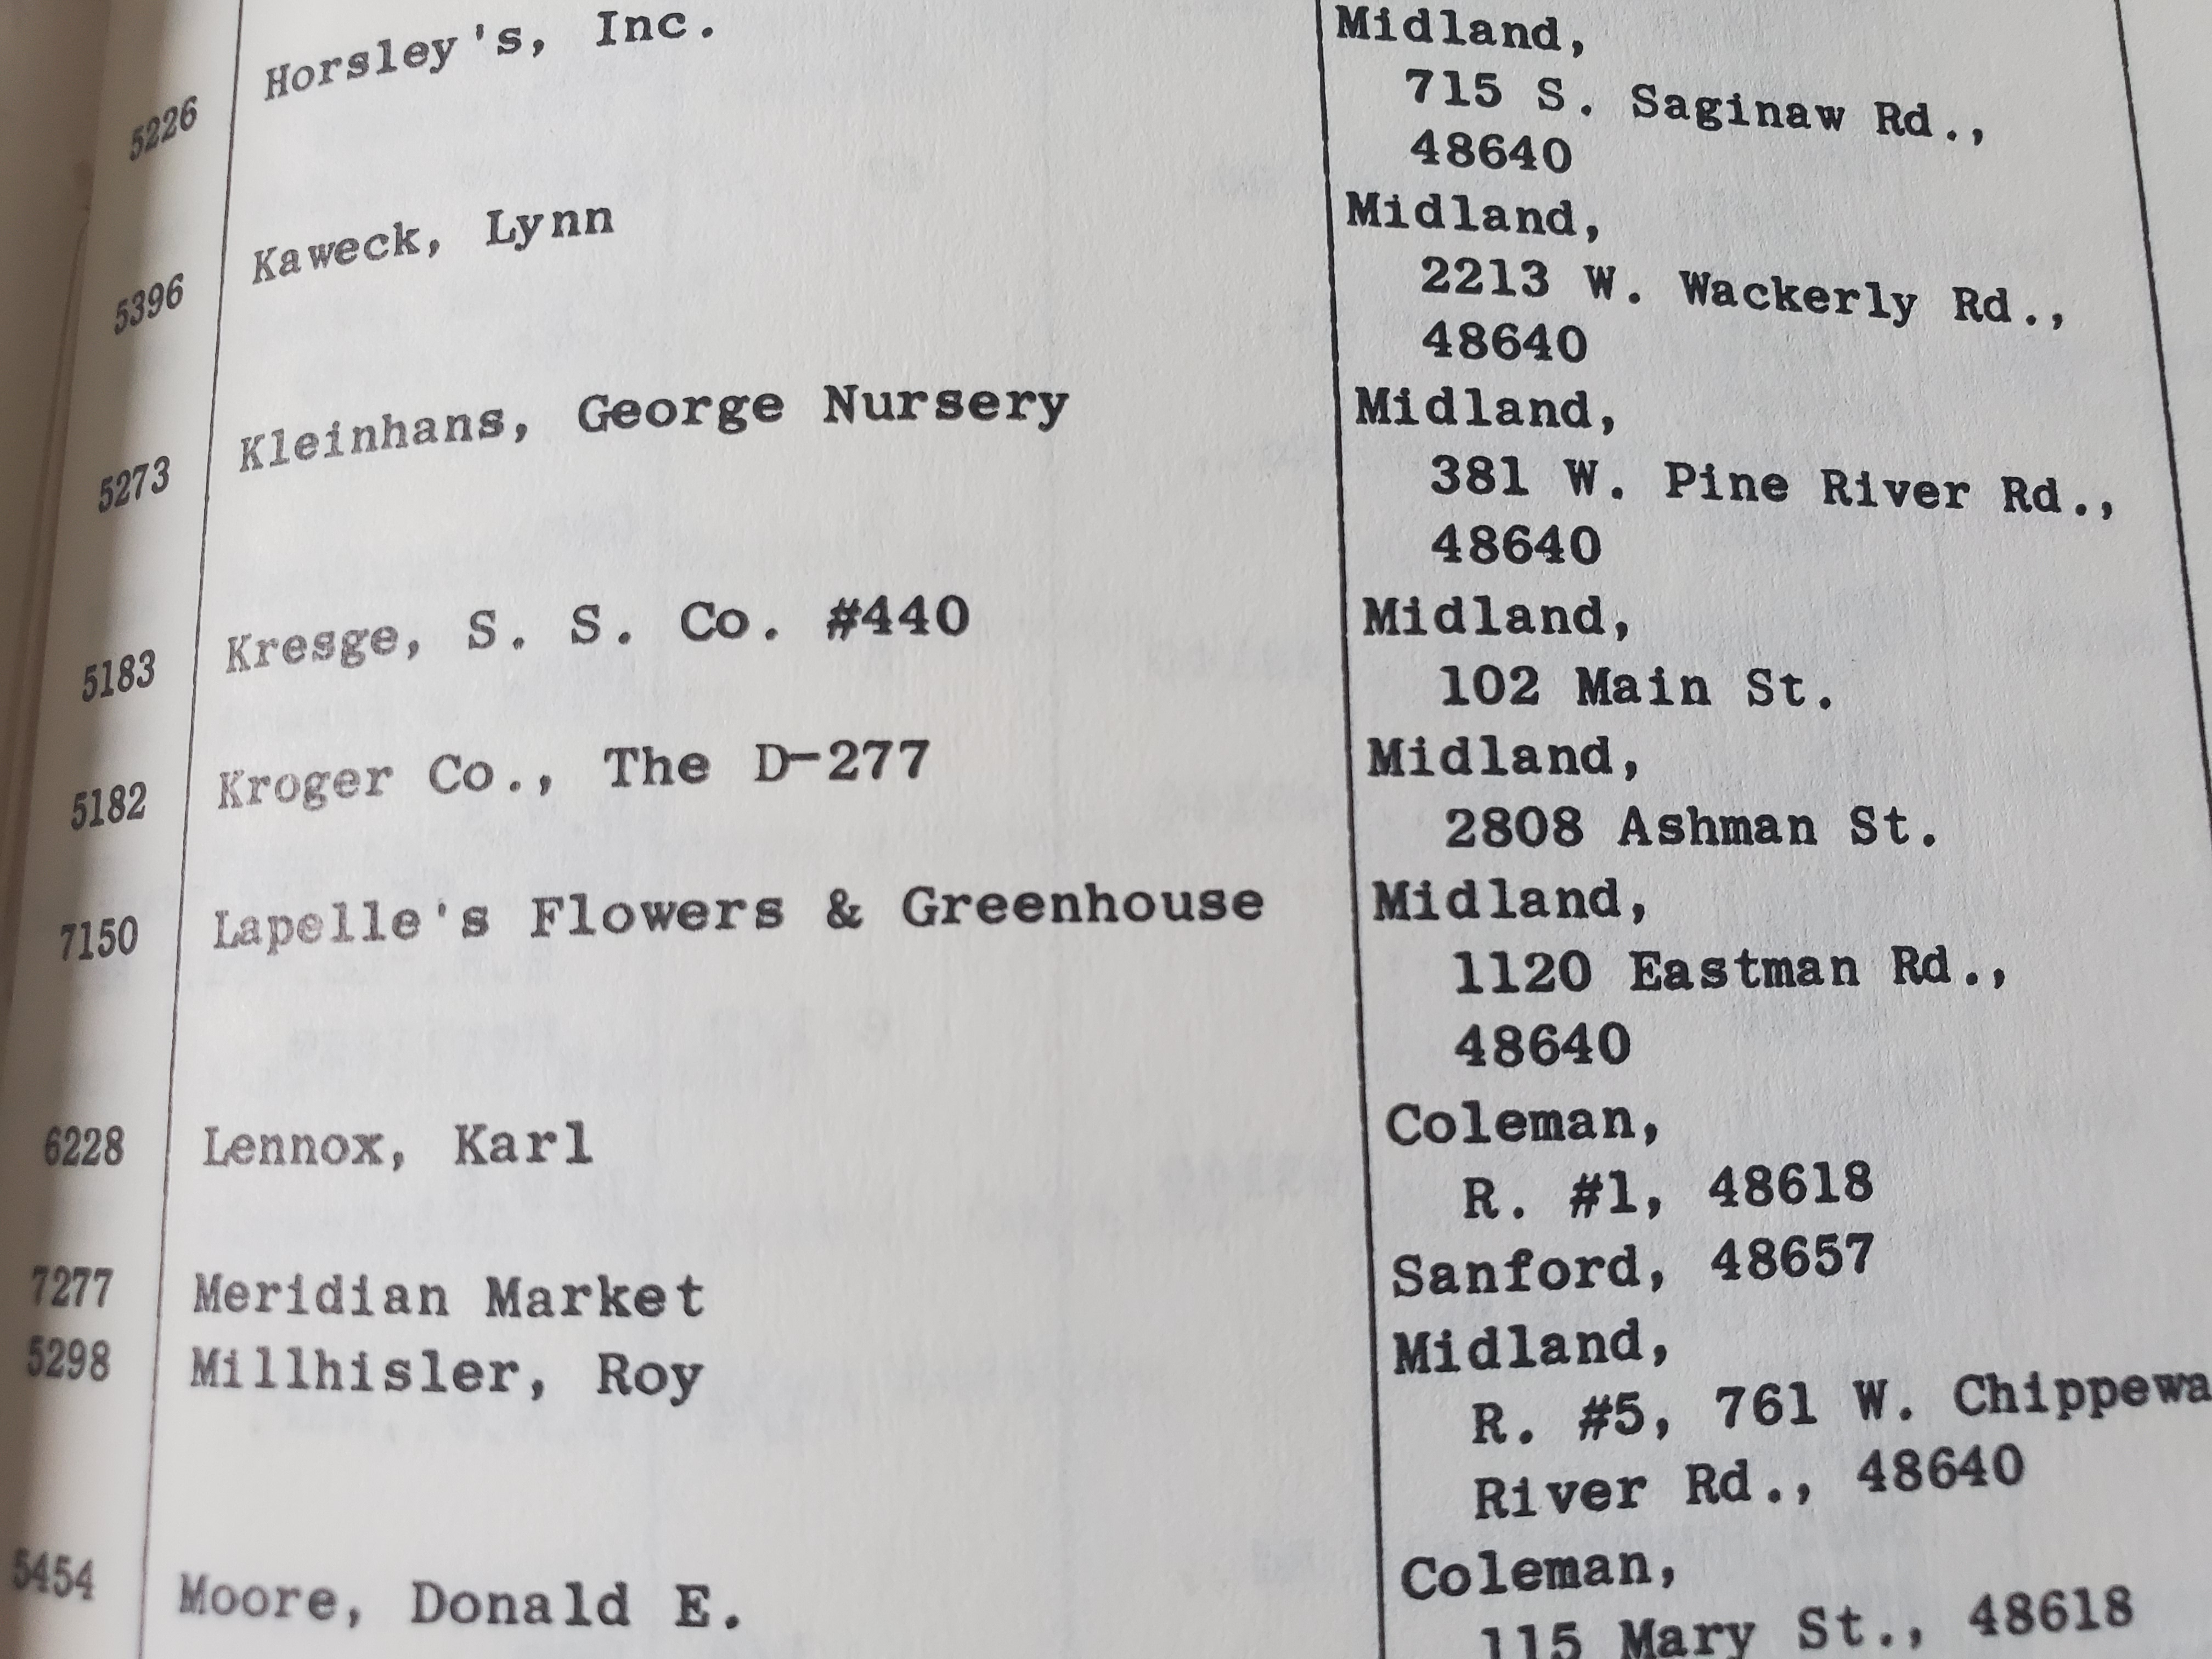 5226 Horsley's, Inc. Midland,
715 S. Saginaw Rd.,
48640
5396 Kaweck, Lynn Midland,
2213 W. Wackerly Rd.,
48640
5273 Kleinhans, George Nursery Midland,
381 W. Pine River Rd.,
48640
5183 Kresge, S. S. Co. #440 Midland,
102 Main St.
5182 Kroger Co., The D-277 Midland,
2808 Ashman St.
7150 Lapelle's Flowers & Greenhouse Midland,
1120 Eastman Rd.,
48640
6228 Lennox, Karl Coleman,
R. #1, 48618
7277 Meridian Market Sanford, 48657
5298 Millhisler, Roy Midland,
R. #5, 761 W. Chippewa
River Rd., 48640
5454 Moore, Donald E. Coleman,
115 Mary St., 48618